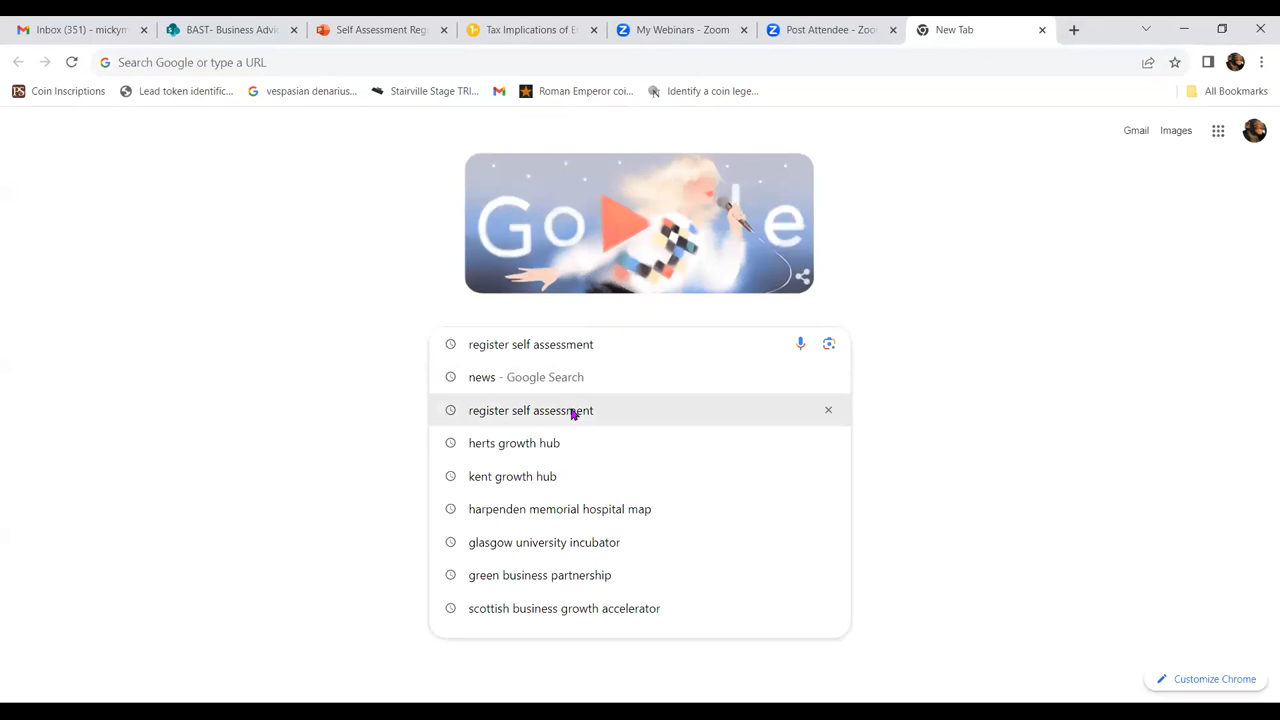 Inbox (351) - mickym
BAST- Business Advi
Self Assessment Reg
Tax Implications of E
My Webinars - Zoom
Post Attendee - Zoo
New Tab
Search Google or type a URL
Coin Inscriptions
Lead token identific...
vespasian denarius...
Stairville Stage TRI...
Roman Emperor coi...
Identify a coin lege...
All Bookmarks
Gmail
Images
Google
register self assessment
news - Google Search
register self assessment
herts growth hub
kent growth hub
harpenden memorial hospital map
glasgow university incubator
green business partnership
scottish business growth accelerator
Customize Chrome